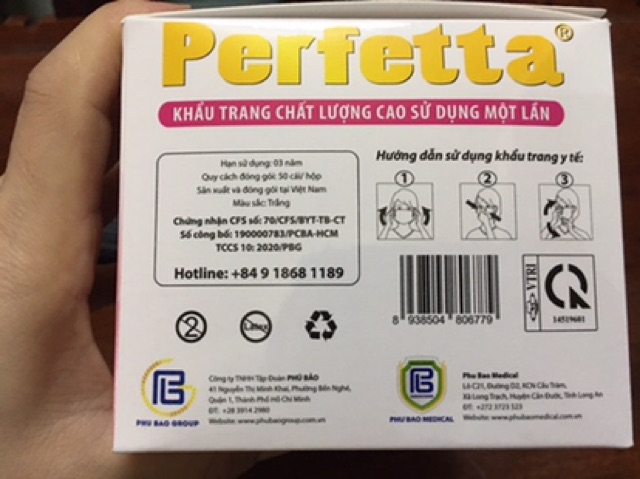 Perfetta®
KHẨU TRANG CHẤT LƯỢNG CAO SỬ DỤNG MỘT LẦN
Hạn sử dụng: 03 năm
Quy cách đóng gói: 50 cái/ hộp
Sản xuất và đóng gói tại Việt Nam
Màu sắc: Trắng
Chứng nhận CFS số: 70/CFS/BYT-TB-CT
Số công bố: 190000783/PCBA-HCM
TCCS 10: 2020/PBG
Hotline: +84 9 1868 1189
Hướng dẫn sử dụng khẩu trang y tế:
1 2 3
2
Latex
8 938504 806779
VTRI
14519601
PHU BAO GROUP
Công ty TNHH Tập Đoàn PHÚ BẢO
41 Nguyễn Thị Minh Khai, Phường Bến Nghé,
Quận 1, Thành Phố Hồ Chí Minh
ĐT: +28 3914 2980
Website: www.phubaogroup.com.vn
PHU BAO MEDICAL
Phu Bao Medical
Lô C21, Đường D2, KCN Cầu Tràm,
Xã Long Trạch, Huyện Cần Đước, Tỉnh Long An
ĐT: +272 3723 523
Website: www.phubaomedical.com.vn